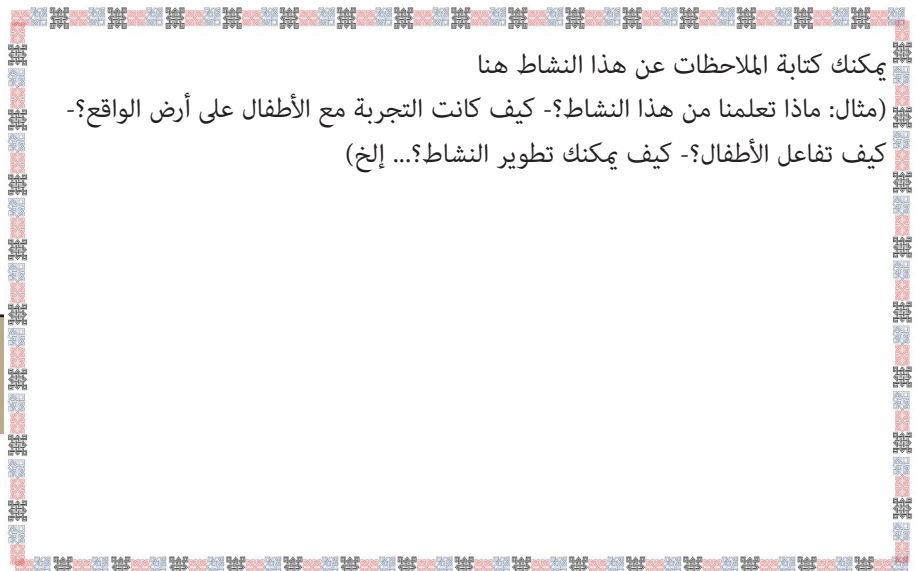 يمكنك كتابة الملاحظات عن هذا النشاط هنا
(مثال: ماذا تعلمنا من هذا النشاط؟- كيف كانت التجربة مع الأطفال على أرض الواقع؟-
كيف تفاعل الأطفال؟- كيف يمكنك تطوير النشاط؟... إلخ)